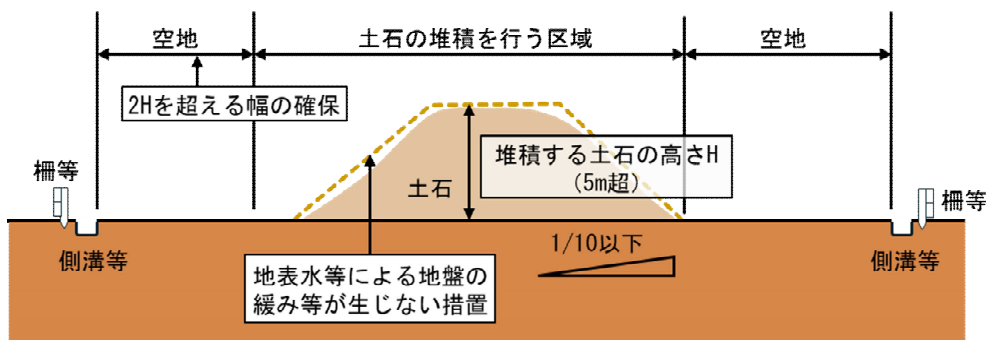 空地
土石の堆積を行う区域
空地
2Hを超える幅の確保
堆積する土石の高さH
（5m超）
柵等
土石
柵等
側溝等
地表水等による地盤の
緩み等が生じない措置
1/10以下
側溝等